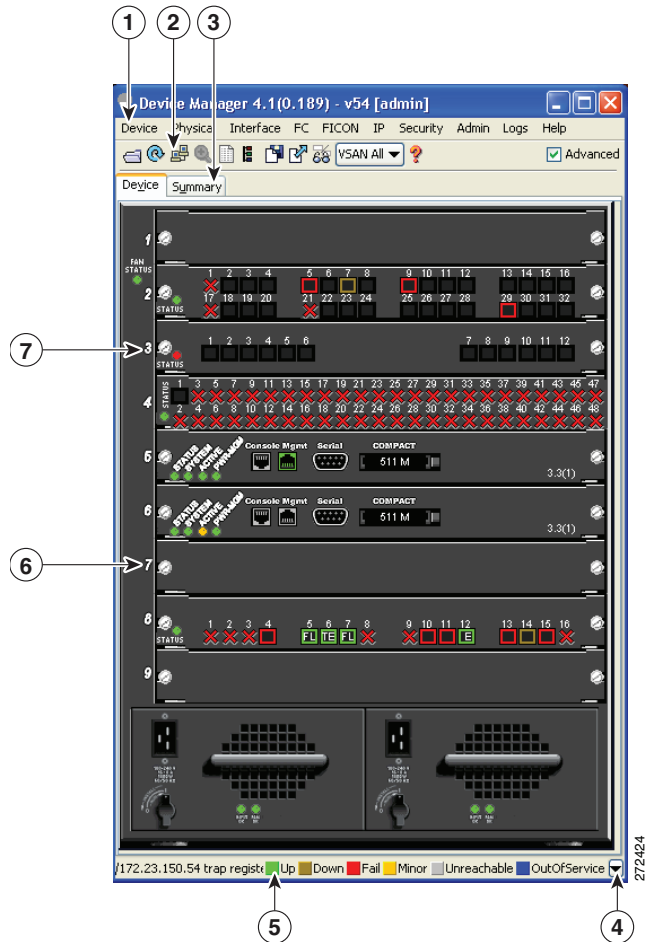 1 2 3
Device Manager 4.1(0.189) - v54 [admin]
Device Physical Interface FC FICON IP Security Admin Logs Help
VSAN All Advanced
Device Summary
1
FAN STATUS
1 2 3 4 5 6 7 8 9 10 11 12 13 14 15 16
2
STATUS
17 18 19 20 21 22 23 24 25 26 27 28 29 30 31 32
7
3
STATUS
1 2 3 4 5 6 7 8 9 10 11 12
4
STATUS
1 3 5 7 9 11 13 15 17 19 21 23 25 27 29 31 33 35 37 39 41 43 45 47
2 4 6 8 10 12 14 16 18 20 22 24 26 28 30 32 34 36 38 40 42 44 46 48
5
STATUS SYSTEM ACTIVE PWR-MGM
Console Mgmt Serial COMPACT
511 M
3.3(1)
6
STATUS SYSTEM ACTIVE PWR-MGM
Console Mgmt Serial COMPACT
511 M
3.3(1)
6
7
8
STATUS
1 2 3 4 5 6 7 8 9 10 11 12 13 14 15 16
FL TE FL E
9
/172.23.150.54 trap registe Up Down Fail Minor Unreachable OutOfService
5 4
272424